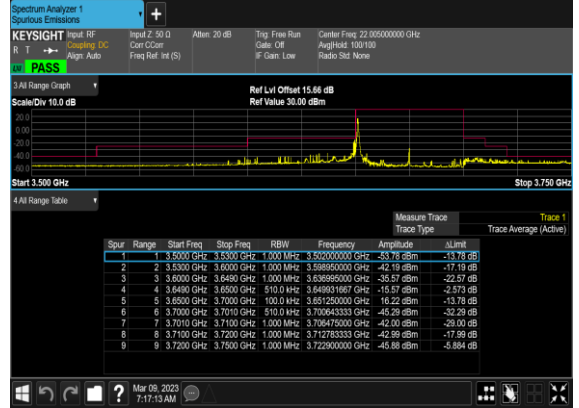 Spectrum Analyzer 1
Spurious Emissions
KEYSIGHT Input: RF Input Z: 50 Ω Atten: 20 dB Trig: Free Run Center Freq: 22.005000000 GHz
R T Coupling: DC Corr CCorr Gate: Off Avg|Hold: 100/100
Align: Auto Freq Ref: Int (S) IF Gain: Low Radio Std: None
PASS
3 All Range Graph
Ref Lvl Offset 15.66 dB
Scale/Div 10.0 dB Ref Value 30.00 dBm
20.0
0.00
-20.0
-40.0
-60.0
Start 3.500 GHz Stop 3.750 GHz
4 All Range Table
Measure Trace Trace 1
Trace Type Trace Average (Active)
Spur Range Start Freq Stop Freq RBW Frequency Amplitude ΔLimit
1 1 3.5000 GHz 3.5300 GHz 1.000 MHz 3.502000000 GHz -53.78 dBm -13.78 dB
2 2 3.5300 GHz 3.6000 GHz 1.000 MHz 3.598950000 GHz -42.19 dBm -17.19 dB
3 3 3.6000 GHz 3.6490 GHz 1.000 MHz 3.636995000 GHz -35.57 dBm -22.57 dB
4 4 3.6490 GHz 3.6500 GHz 510.0 kHz 3.649931667 GHz -15.57 dBm -2.573 dB
5 5 3.6500 GHz 3.7000 GHz 100.0 kHz 3.651250000 GHz 16.22 dBm -13.78 dB
6 6 3.7000 GHz 3.7010 GHz 510.0 kHz 3.700643333 GHz -45.29 dBm -32.29 dB
7 7 3.7010 GHz 3.7100 GHz 1.000 MHz 3.706475000 GHz -42.00 dBm -29.00 dB
8 8 3.7100 GHz 3.7200 GHz 1.000 MHz 3.712783333 GHz -42.99 dBm -17.99 dB
9 9 3.7200 GHz 3.7500 GHz 1.000 MHz 3.722900000 GHz -45.88 dBm -5.884 dB
? Mar 09, 2023
7:17:13 AM